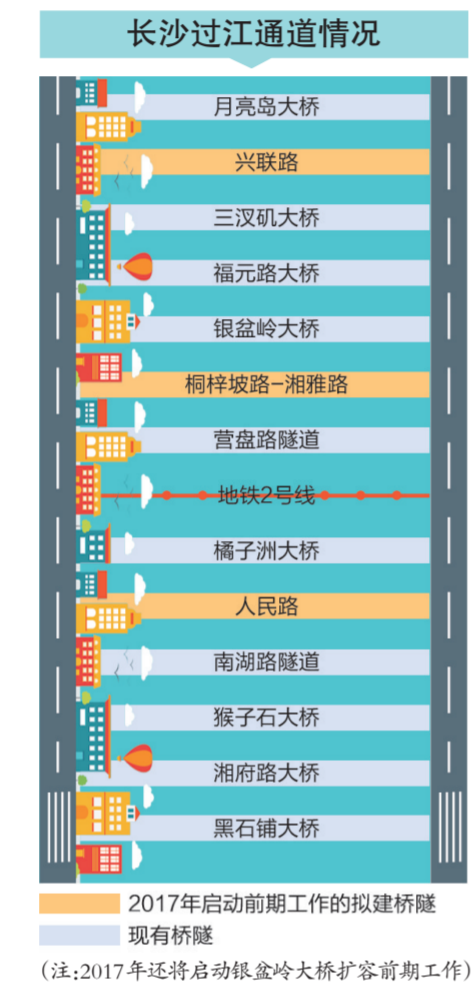 长沙过江通道情况
月亮岛大桥
兴联路
三汊矶大桥
福元路大桥
银盆岭大桥
桐梓坡路-湘雅路
营盘路隧道
地铁2号线
橘子洲大桥
人民路
南湖路隧道
猴子石大桥
湘府路大桥
黑石铺大桥
2017年启动前期工作的拟建桥隧
现有桥隧
(注:2017年还将启动银盆岭大桥扩容前期工作)